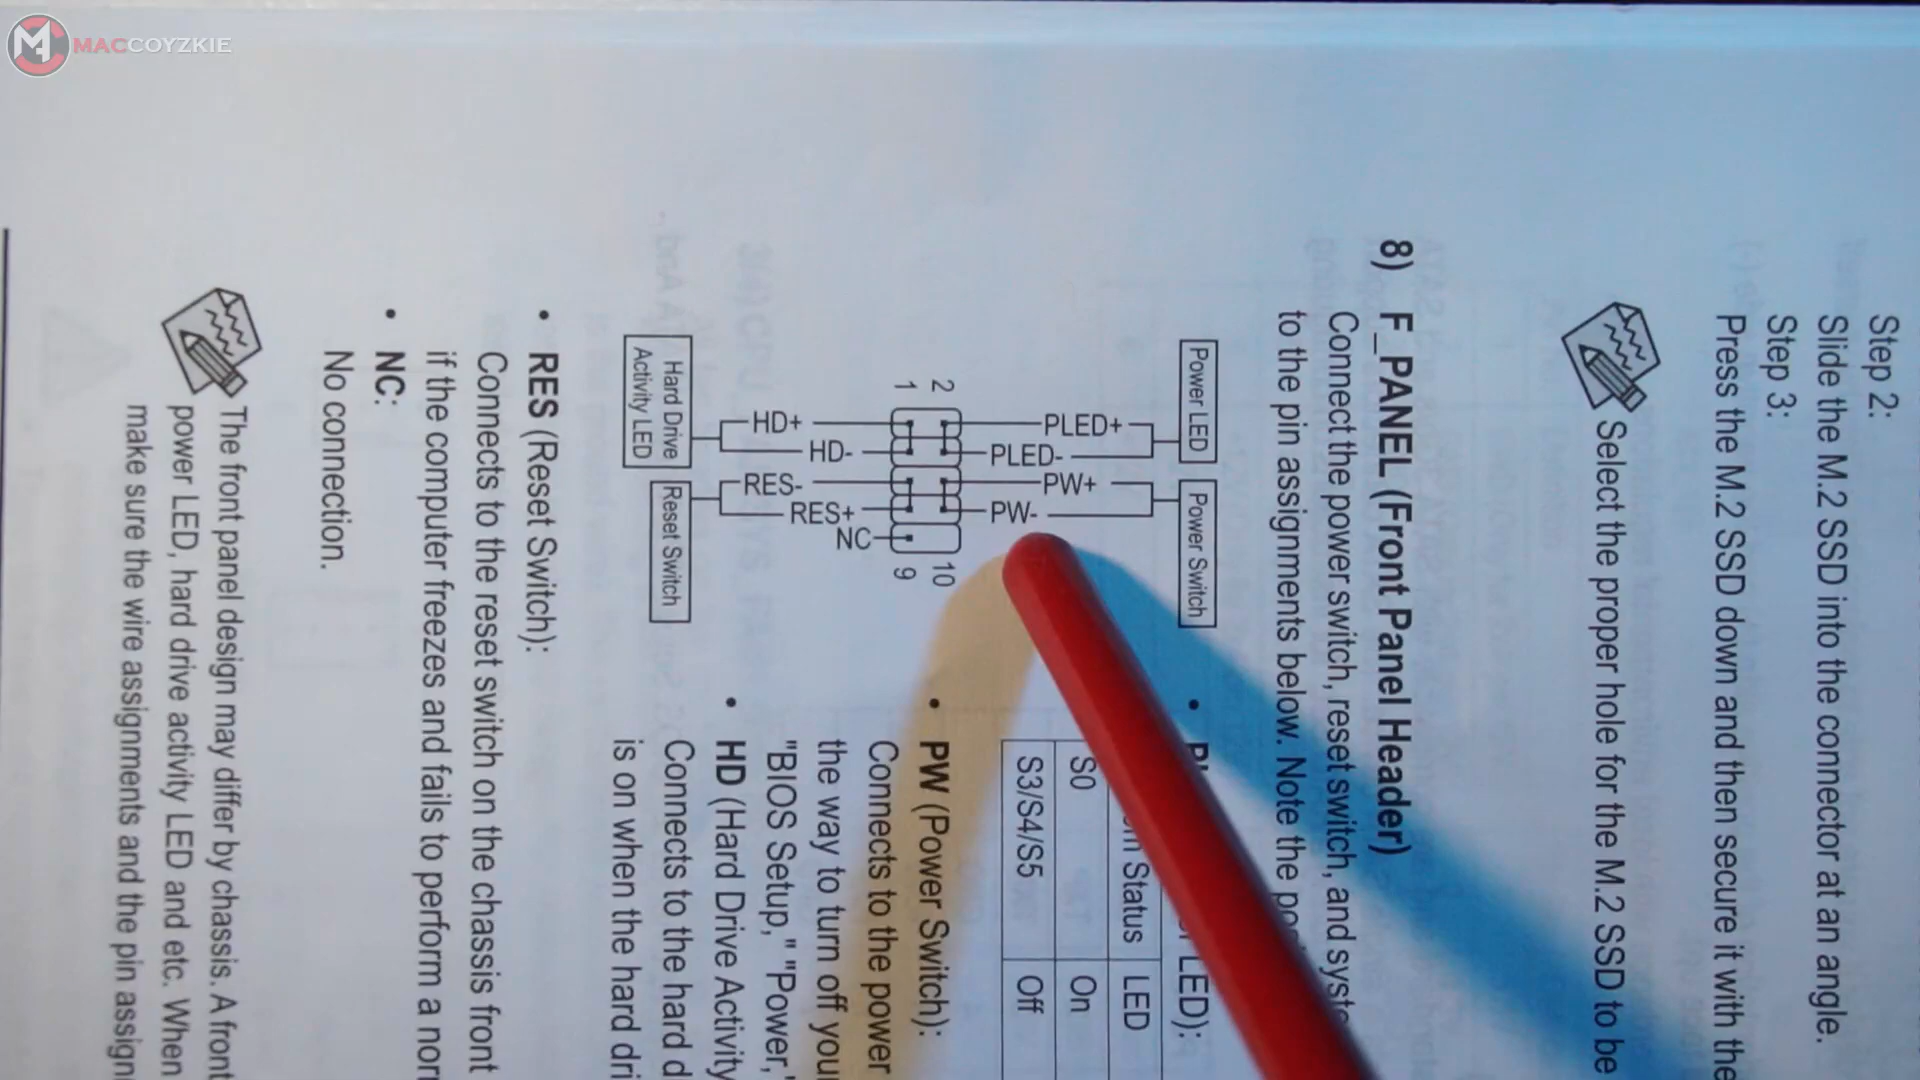 MACCOYZKIE
Step 2:
Slide the M.2 SSD into the connector at an angle.
Step 3:
Press the M.2 SSD down and then secure it with the
Select the proper hole for the M.2 SSD to be
8) F_PANEL (Front Panel Header)
Connect the power switch, reset switch, and syste
to the pin assignments below. Note the
Power LED
Power Switch
PLED+
PLED-
PW+
PW-
2
10
1
9
HD+
HD-
RES-
RES+
NC
Hard Drive
Activity LED
Reset Switch
LED):
Status LED
S0 On
S3/S4/S5 Off
• PW (Power Switch):
Connects to the power
the way to turn off you
"BIOS Setup," "Power,"
• HD (Hard Drive Activity
Connects to the hard d
is on when the hard dri
• RES (Reset Switch):
Connects to the reset switch on the chassis front
if the computer freezes and fails to perform a nor
• NC:
No connection.
The front panel design may differ by chassis. A front
power LED, hard drive activity LED and etc. When
make sure the wire assignments and the pin assign